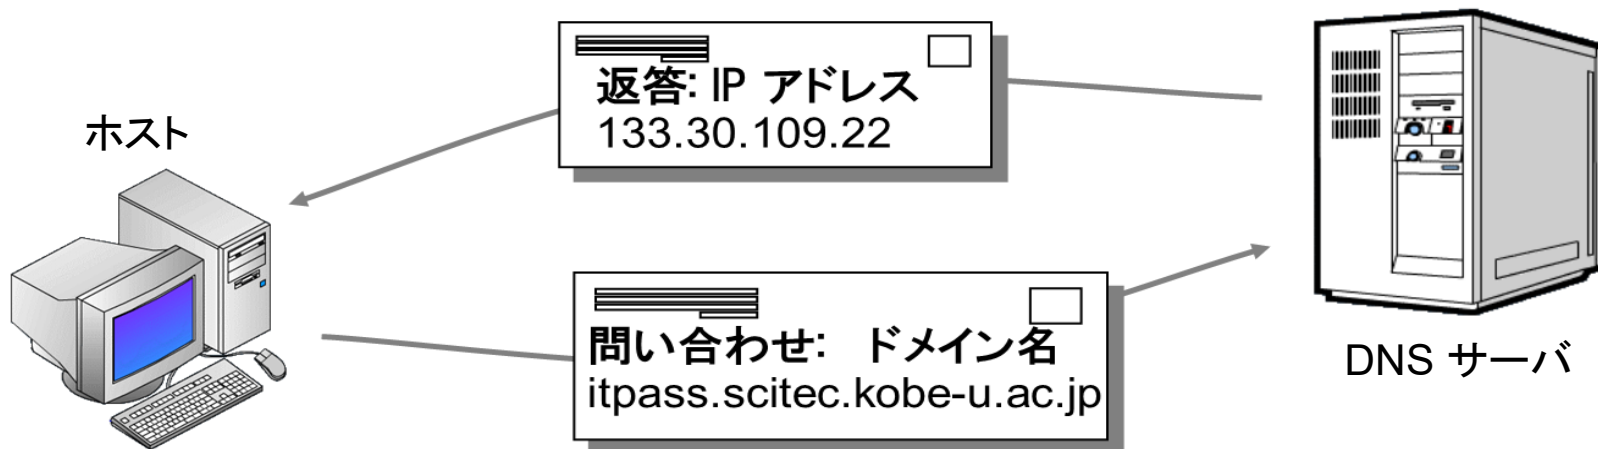 返答: IP アドレス
133.30.109.22
ホスト
問い合わせ: ドメイン名
itpass.scitec.kobe-u.ac.jp
DNS サーバ